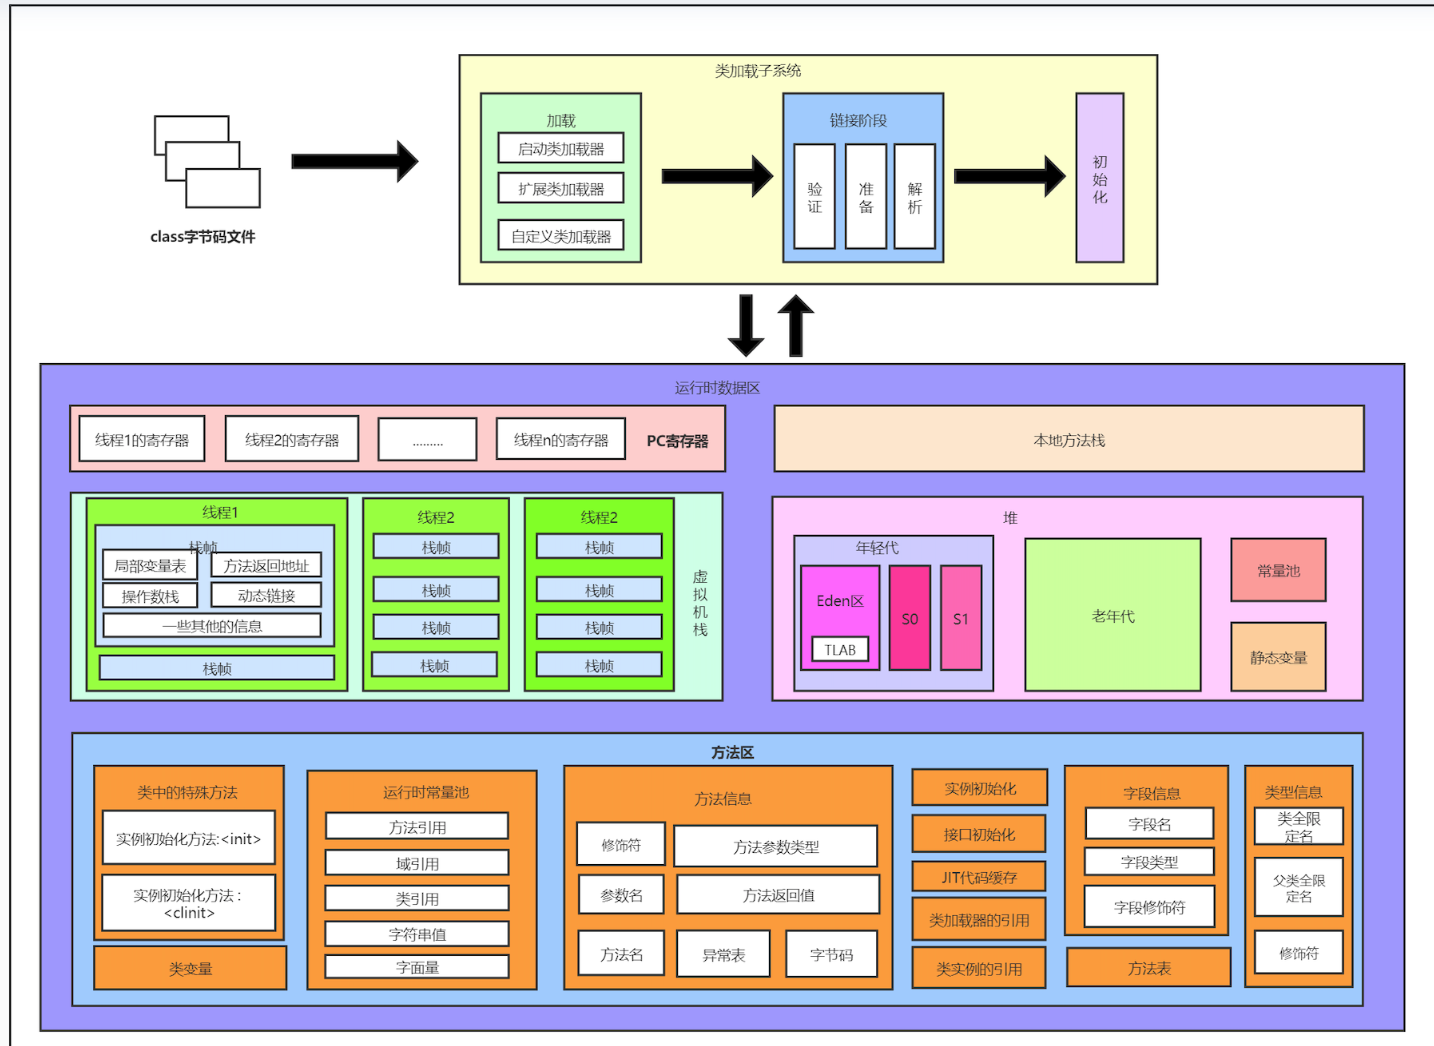 类加载子系统
加载
启动类加载器
扩展类加载器
自定义类加载器
链接阶段
验
证
准
备
解
析
初
始
化
class字节码文件
运行时数据区
线程1的寄存器
线程2的寄存器
.........
线程n的寄存器
PC寄存器
本地方法栈
线程1
栈帧
局部变量表
方法返回地址
操作数栈
动态链接
一些其他的信息
栈帧
线程2
栈帧
栈帧
栈帧
栈帧
线程2
栈帧
栈帧
栈帧
栈帧
虚
拟
机
栈
堆
年轻代
Eden区
TLAB
S0
S1
老年代
常量池
静态变量
方法区
类中的特殊方法
实例初始化方法:<init>
实例初始化方法：
<clinit>
类变量
运行时常量池
方法引用
域引用
类引用
字符串值
字面量
方法信息
修饰符
方法参数类型
参数名
方法返回值
方法名
异常表
字节码
实例初始化
接口初始化
JIT代码缓存
类加载器的引用
类实例的引用
字段信息
字段名
字段类型
字段修饰符
方法表
类型信息
类全限
定名
父类全限
定名
修饰符